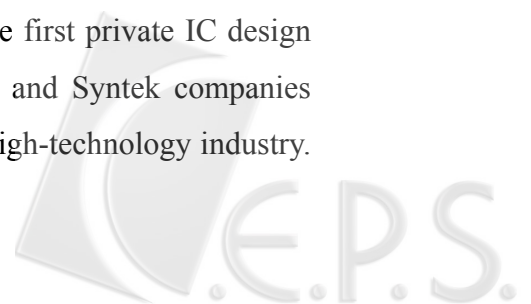 e first private IC design
and Syntek companies
igh-technology industry.
C.E.P.S.